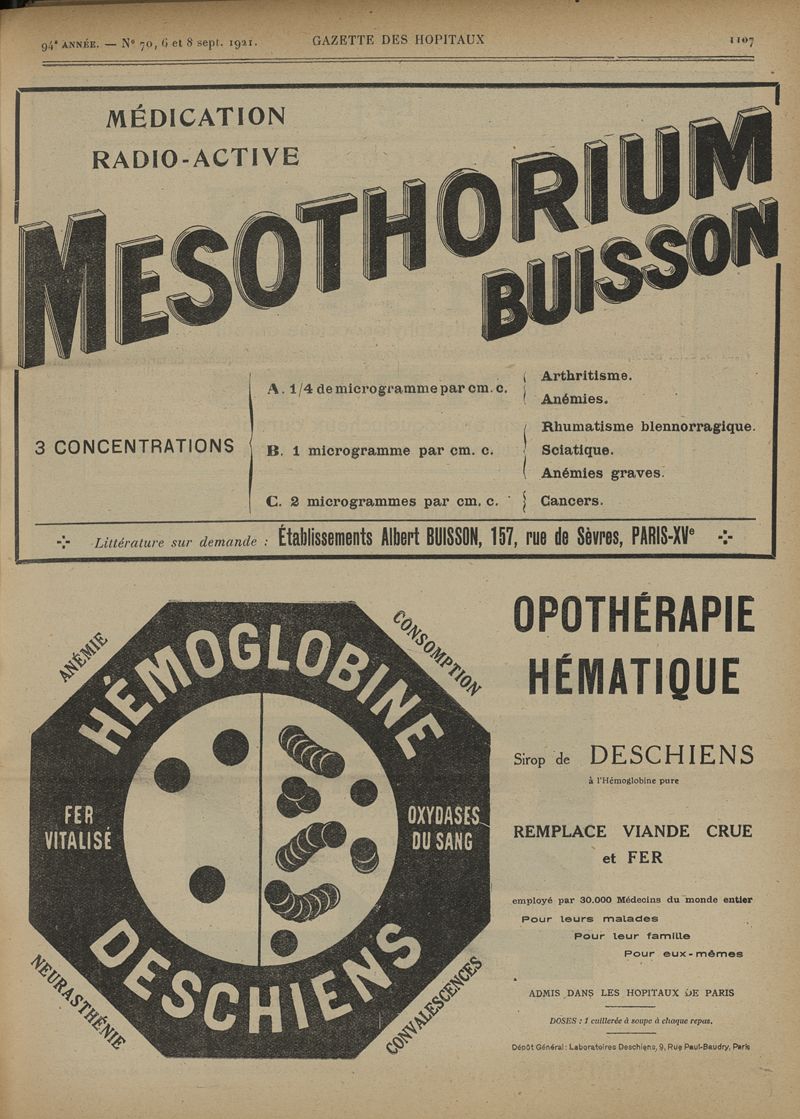 94ᵉ ANNÉE. — N° 70, 6 et 8 sept. 1921.
GAZETTE DES HOPITAUX
1107
MÉDICATION
RADIO-ACTIVE
MESOTHORIUM
BUISSON
3 CONCENTRATIONS
A. 1/4 de microgramme par cm. c.
Arthritisme.
Anémies.
B. 1 microgramme par cm. c.
Rhumatisme blennorragique.
Sciatique.
Anémies graves.
C. 2 microgrammes par cm. c.
Cancers.
Littérature sur demande : Établissements Albert BUISSON, 157, rue de Sèvres, PARIS-XVᵉ
ANÉMIE
CONSOMPTION
HÉMOGLOBINE
FER
VITALISÉ
OXYDASES
DU SANG
DESCHIENS
NEURASTHÉNIE
CONVALESCENCES
OPOTHÉRAPIE
HÉMATIQUE
Sirop de DESCHIENS
à l'Hémoglobine pure
REMPLACE VIANDE CRUE
et FER
employé par 30.000 Médecins du monde entier
Pour leurs malades
Pour leur famille
Pour eux-mêmes
ADMIS DANS LES HOPITAUX DE PARIS
DOSES : 1 cuillerée à soupe à chaque repas.
Dépôt Général : Laboratoires Deschiens, 9, Rue Paul-Baudry, Paris